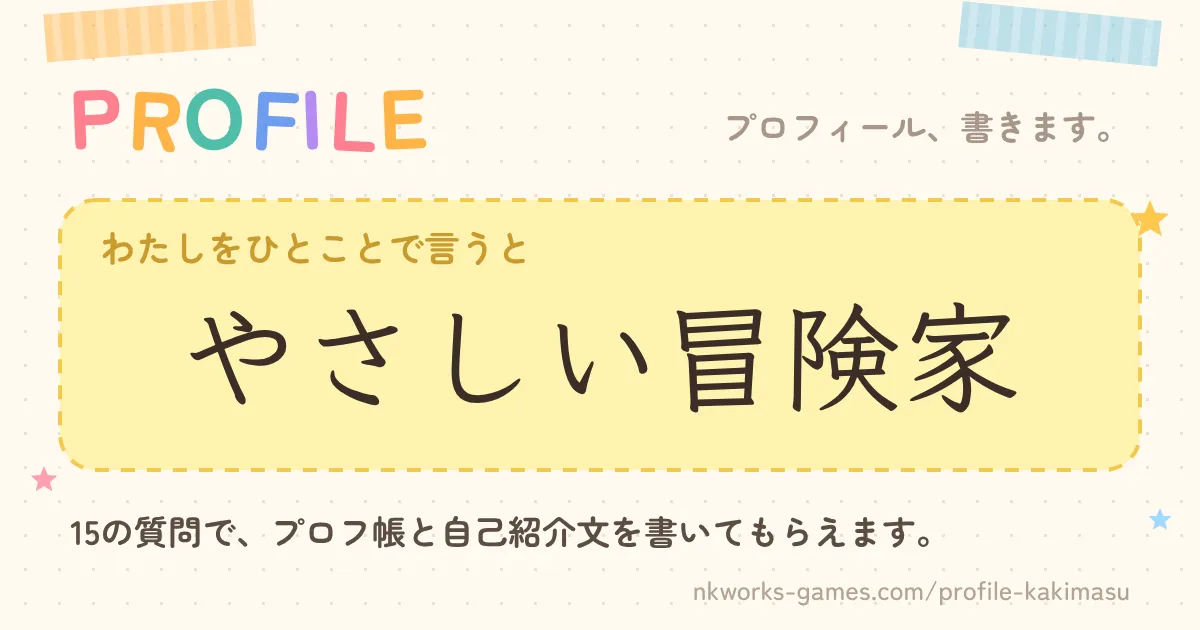 PROFILE
プロフィール、書きます。
わたしをひとことで言うと
やさしい冒険家
15の質問で、プロフ帳と自己紹介文を書いてもらえます。
nkworks-games.com/profile-kakimasu